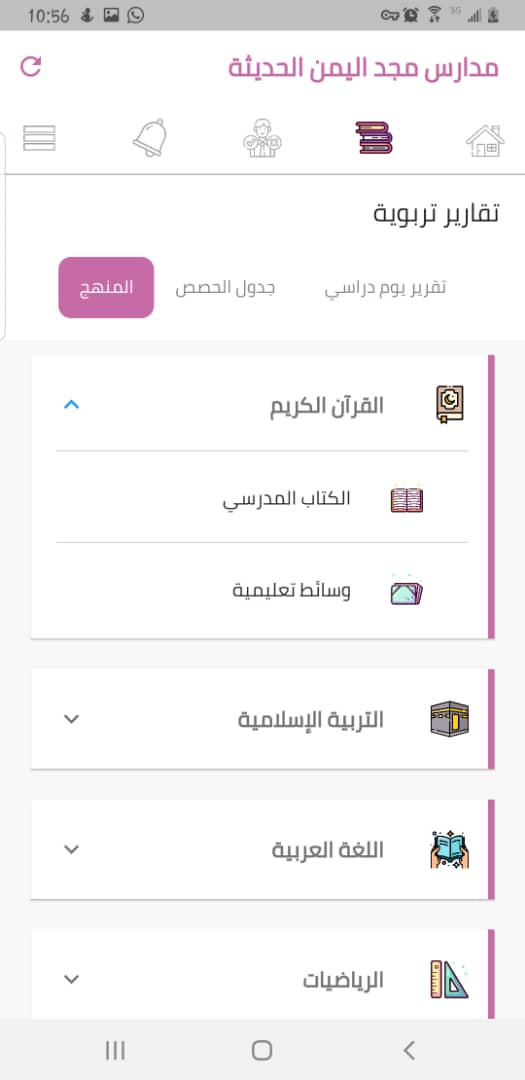 10:56
3G
مدارس مجد اليمن الحديثة
تقارير تربوية
تقرير يوم دراسي
جدول الحصص
المنهج
القرآن الكريم
الكتاب المدرسي
وسائط تعليمية
التربية الإسلامية
اللغة العربية
الرياضيات